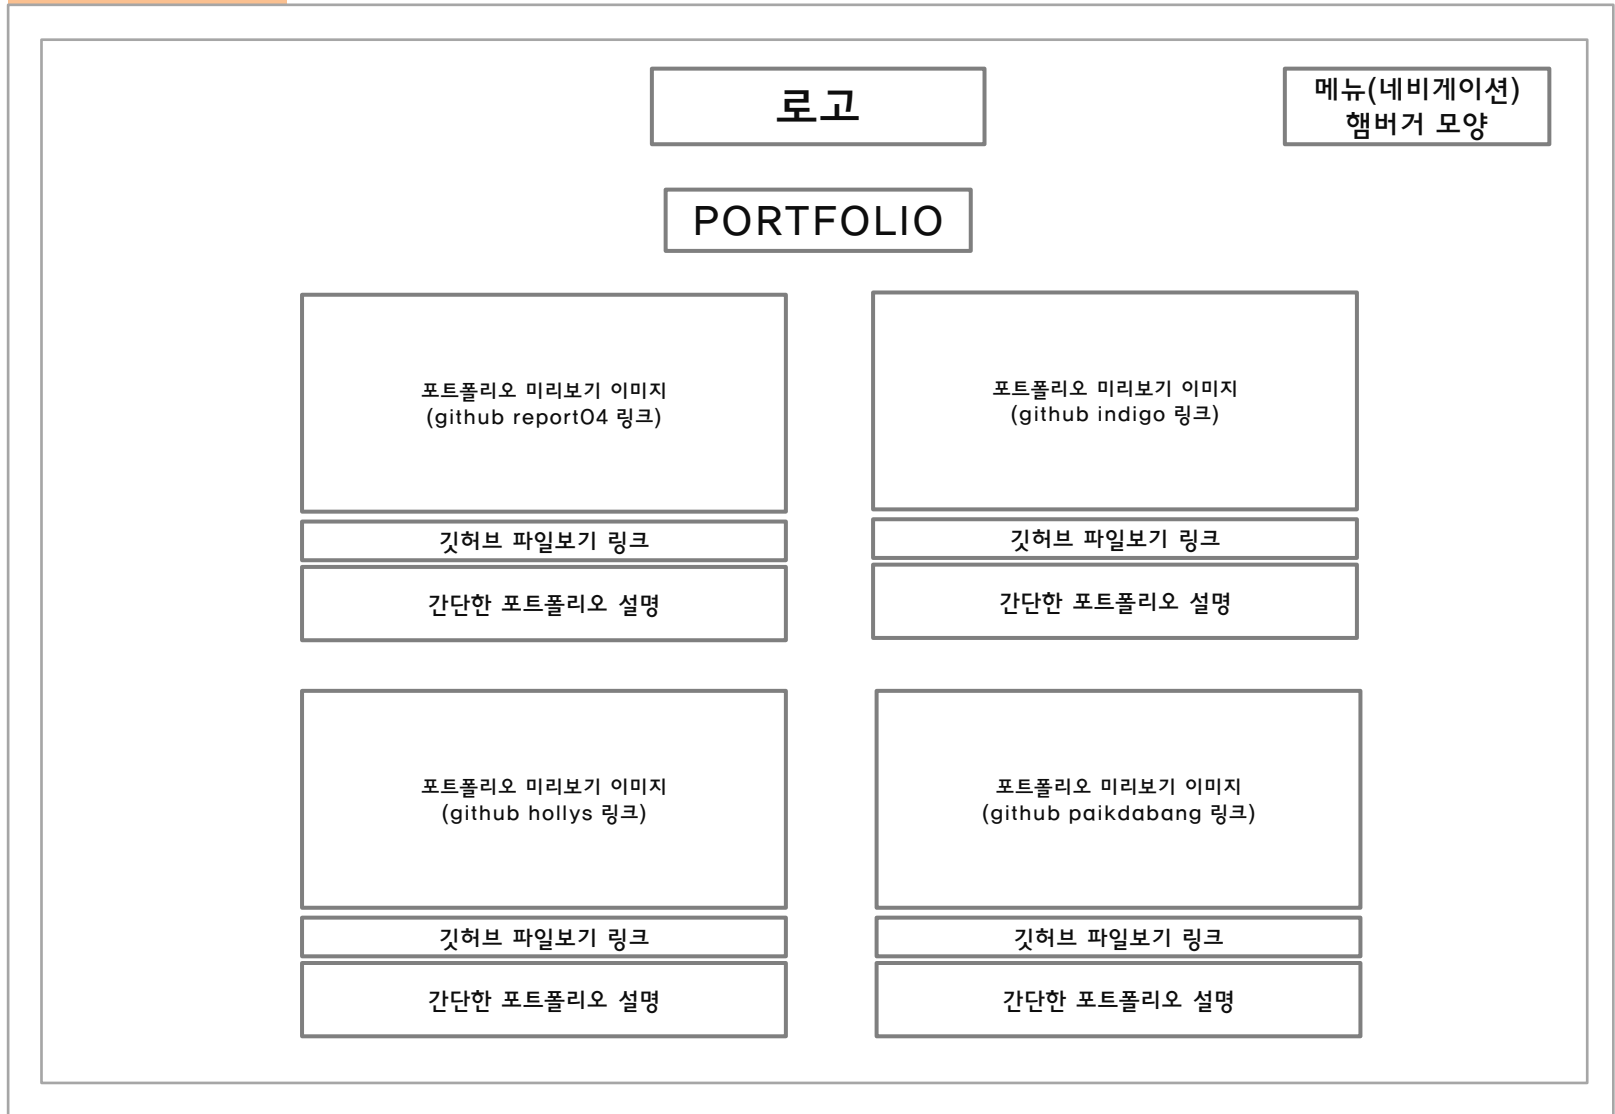 로고
메뉴(네비게이션)
햄버거 모양
PORTFOLIO
포트폴리오 미리보기 이미지
(github report04 링크)
깃허브 파일보기 링크
간단한 포트폴리오 설명
포트폴리오 미리보기 이미지
(github indigo 링크)
깃허브 파일보기 링크
간단한 포트폴리오 설명
포트폴리오 미리보기 이미지
(github hollys 링크)
깃허브 파일보기 링크
간단한 포트폴리오 설명
포트폴리오 미리보기 이미지
(github paikdabang 링크)
깃허브 파일보기 링크
간단한 포트폴리오 설명